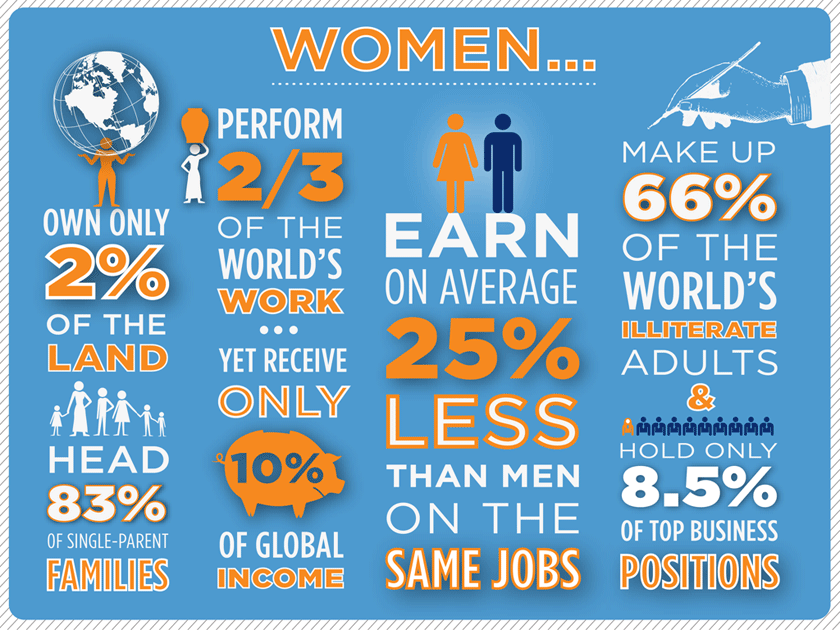 WOMEN...
OWN ONLY
2%
OF THE
LAND
HEAD
83%
OF SINGLE-PARENT
FAMILIES
PERFORM
2/3
OF THE
WORLD'S
WORK
...
YET RECEIVE
ONLY
10%
OF GLOBAL
INCOME
EARN
ON AVERAGE
25%
LESS
THAN MEN
ON THE
SAME JOBS
MAKE UP
66%
OF THE
WORLD'S
ILLITERATE
ADULTS
&
HOLD ONLY
8.5%
OF TOP BUSINESS
POSITIONS